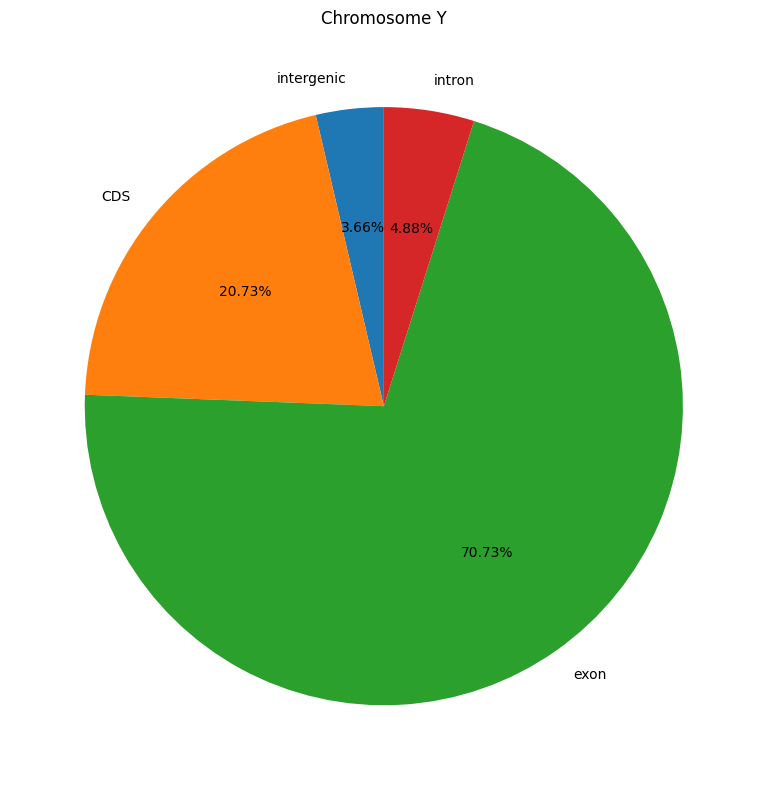 Chromosome Y
intergenic
intron
CDS
3.66%
4.88%
20.73%
70.73%
exon